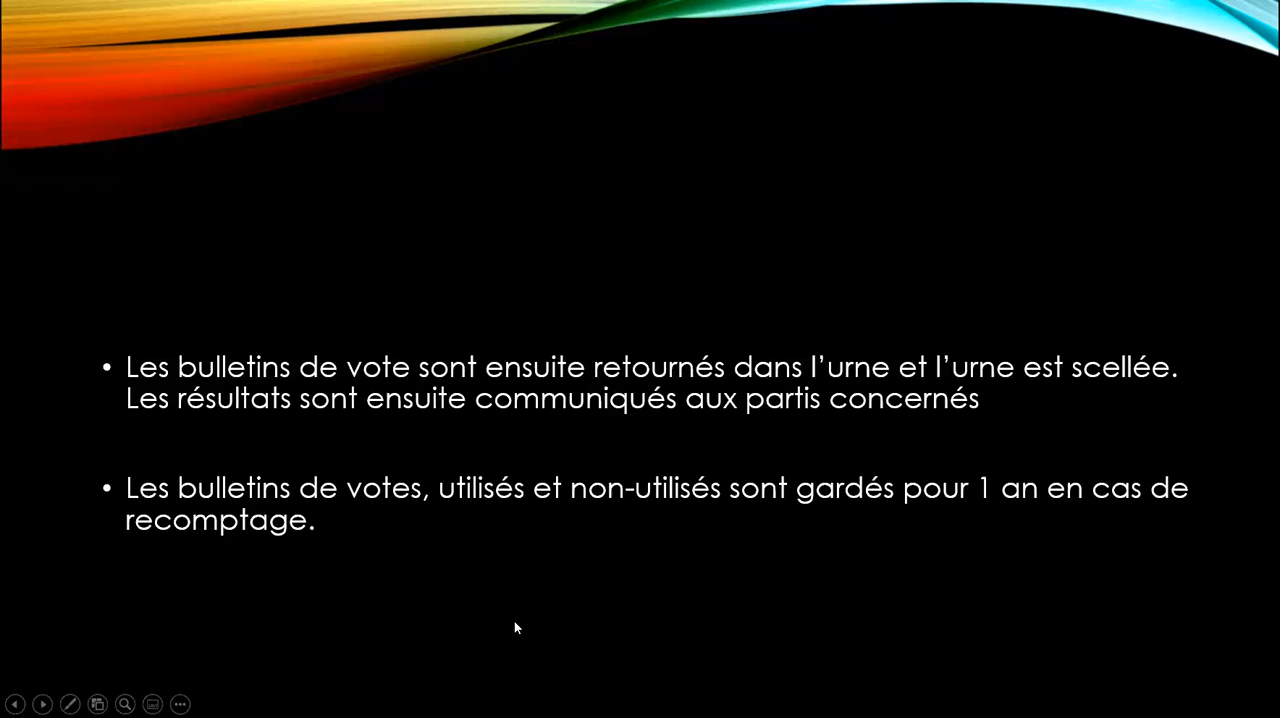 • Les bulletins de vote sont ensuite retournés dans l’urne et l’urne est scellée.
Les résultats sont ensuite communiqués aux partis concernés
• Les bulletins de votes, utilisés et non-utilisés sont gardés pour 1 an en cas de
recomptage.